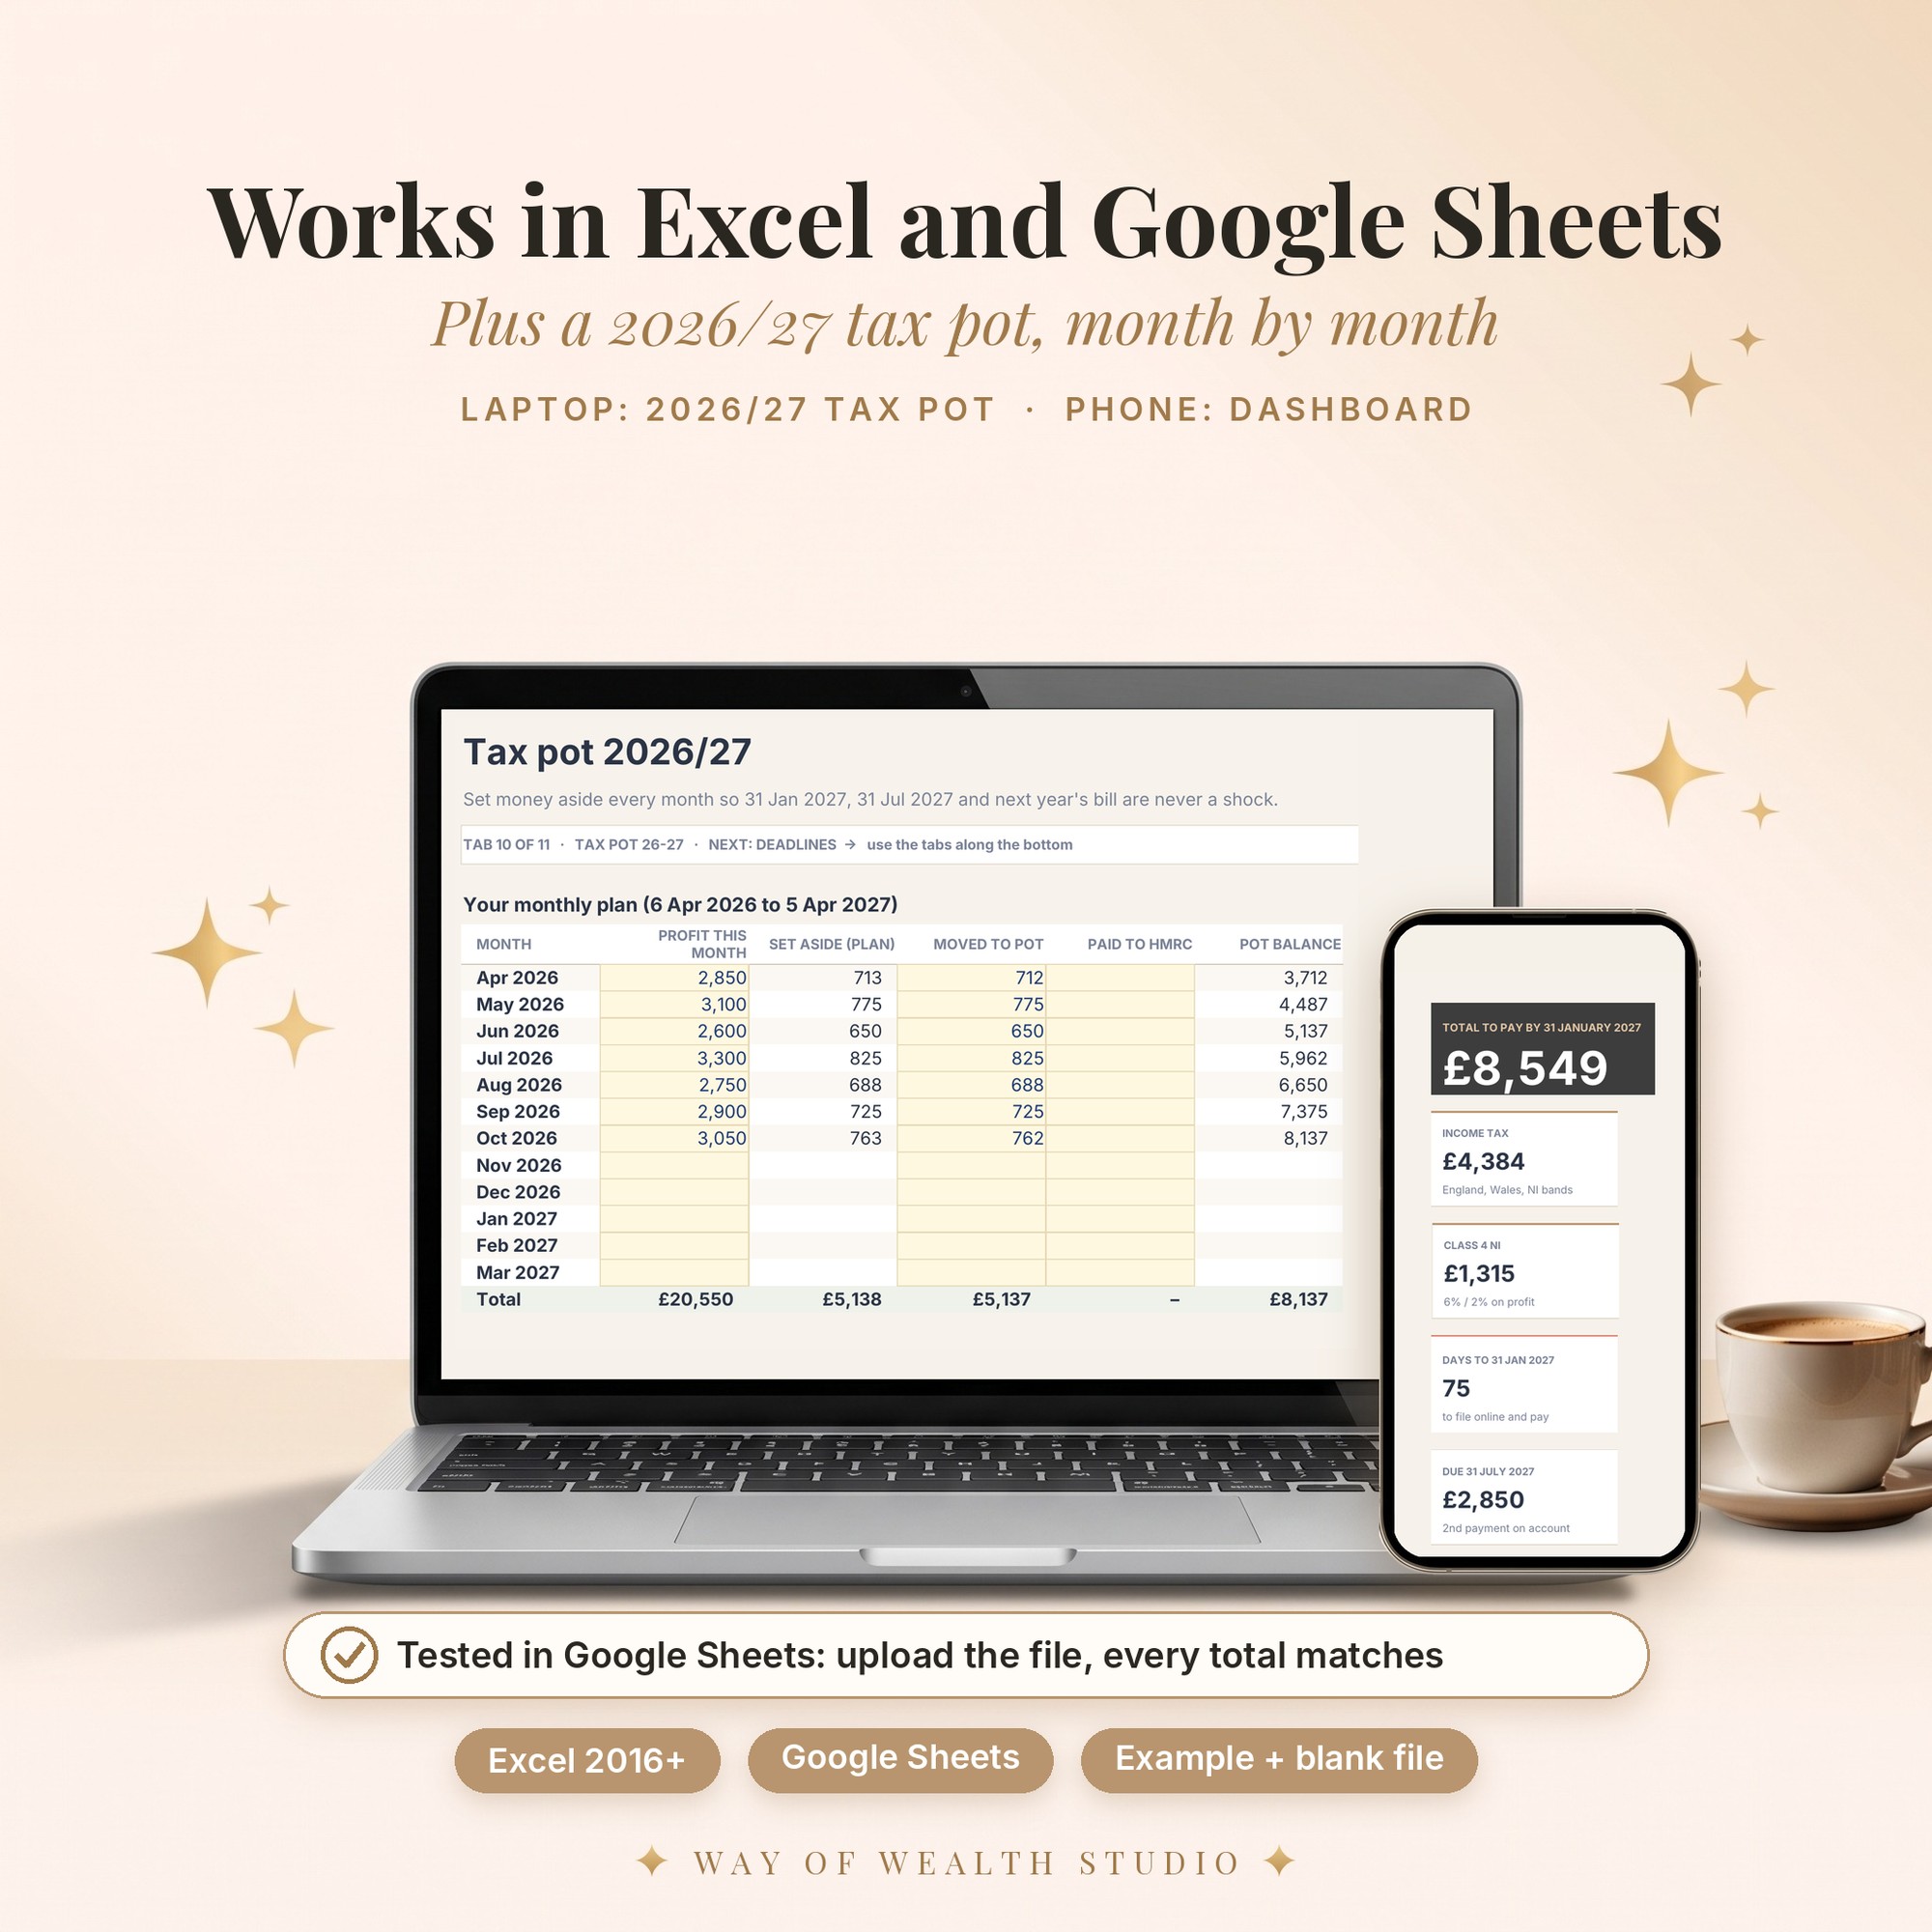 Works in Excel and Google Sheets
Plus a 2026/27 tax pot, month by month
LAPTOP: 2026/27 TAX POT · PHONE: DASHBOARD
Tax pot 2026/27
Set money aside every month so 31 Jan 2027, 31 Jul 2027 and next year's bill are never a shock.
TAB 10 OF 11 · TAX POT 26-27 · NEXT: DEADLINES → use the tabs along the bottom
Your monthly plan (6 Apr 2026 to 5 Apr 2027)
MONTH PROFIT THIS MONTH SET ASIDE (PLAN) MOVED TO POT PAID TO HMRC POT BALANCE
Apr 2026 2,850 713 712 3,712
May 2026 3,100 775 775 4,487
Jun 2026 2,600 650 650 5,137
Jul 2026 3,300 825 825 5,962
Aug 2026 2,750 688 688 6,650
Sep 2026 2,900 725 725 7,375
Oct 2026 3,050 763 762 8,137
Nov 2026
Dec 2026
Jan 2027
Feb 2027
Mar 2027
Total £20,550 £5,138 £5,137 – £8,137
TOTAL TO PAY BY 31 JANUARY 2027
£8,549
INCOME TAX
£4,384
England, Wales, NI bands
CLASS 4 NI
£1,315
6% / 2% on profit
DAYS TO 31 JAN 2027
75
to file online and pay
DUE 31 JULY 2027
£2,850
2nd payment on account
Tested in Google Sheets: upload the file, every total matches
Excel 2016+
Google Sheets
Example + blank file
WAY OF WEALTH STUDIO